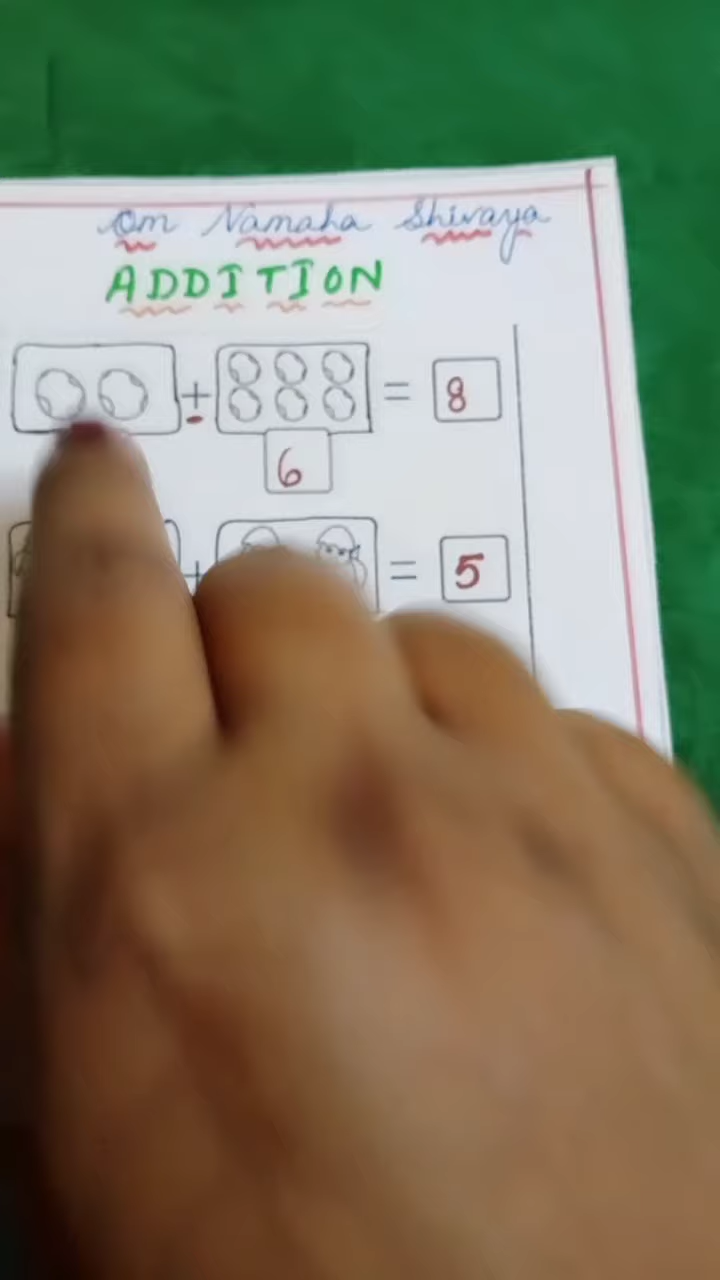 Om Namaha Shivaya
ADDITION
+ = 8
6
+ = 5